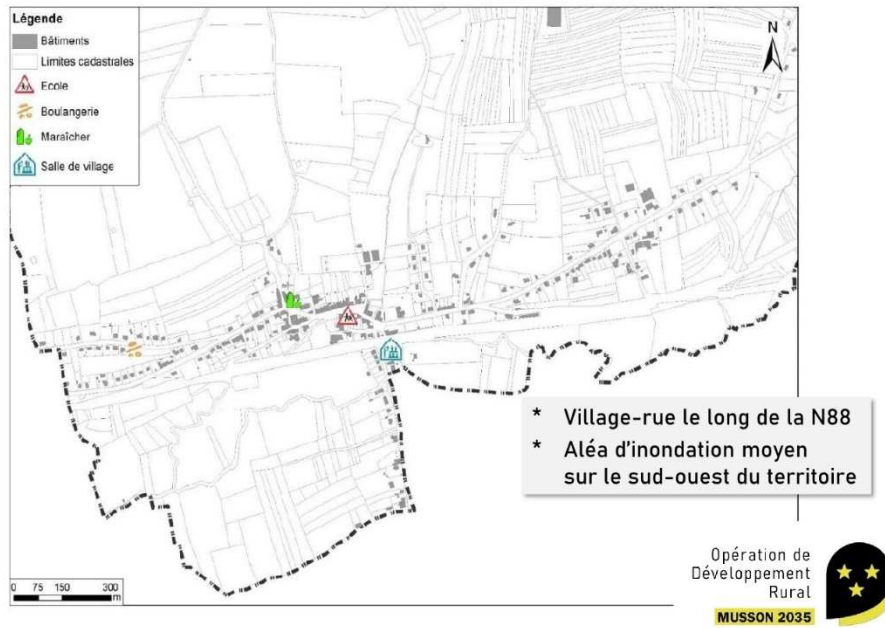 Légende
Bâtiments
Limites cadastrales
Ecole
Boulangerie
Maraîcher
Salle de village
N
* Village-rue le long de la N88
* Aléa d'inondation moyen
sur le sud-ouest du territoire
0 75 150 300
m
Opération de
Développement
Rural
MUSSON 2035